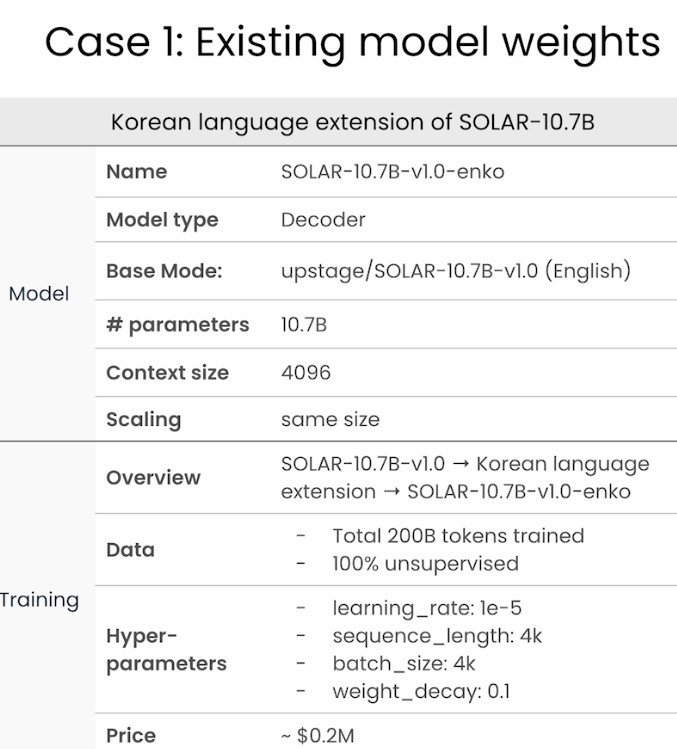 Case 1: Existing model weights
Korean language extension of SOLAR-10.7B
Model
Name SOLAR-10.7B-v1.0-enko
Model type Decoder
Base Mode: upstage/SOLAR-10.7B-v1.0 (English)
# parameters 10.7B
Context size 4096
Scaling same size
Training
Overview SOLAR-10.7B-v1.0 → Korean language
extension → SOLAR-10.7B-v1.0-enko
Data
- Total 200B tokens trained
- 100% unsupervised
Hyper-
parameters
- learning_rate: 1e-5
- sequence_length: 4k
- batch_size: 4k
- weight_decay: 0.1
Price ~ $0.2M